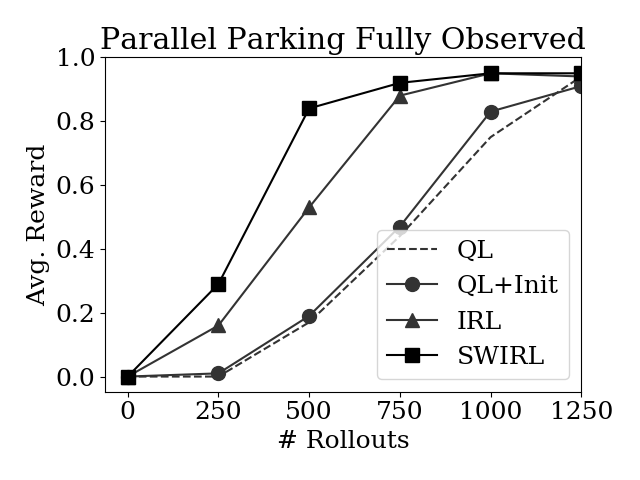 Parallel Parking Fully Observed
1.0
0.8
0.6
0.4
0.2
0.0
Avg. Reward
QL
QL+Init
IRL
SWIRL
0 250 500 750 1000 1250
# Rollouts